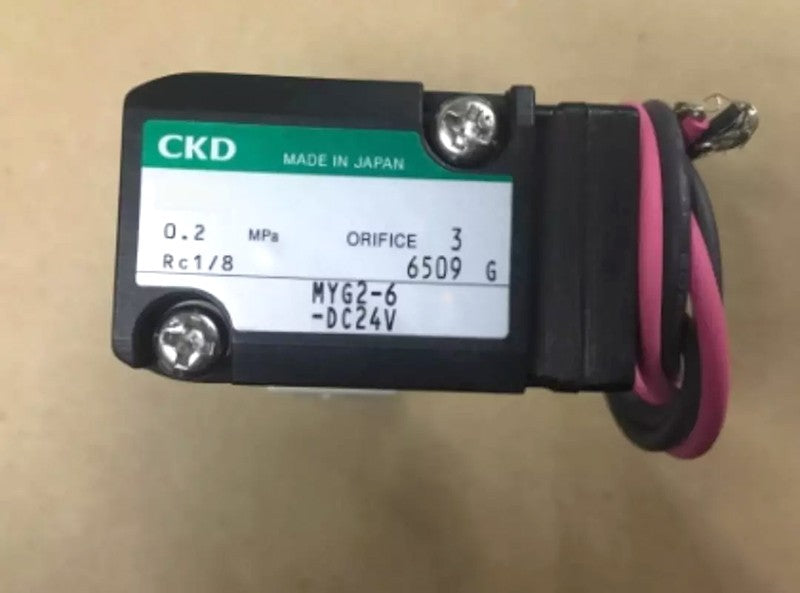 CKD MADE IN JAPAN
0.2 MPa ORIFICE 3
Rc1/8 6509 G
MYG2-6
-DC24V